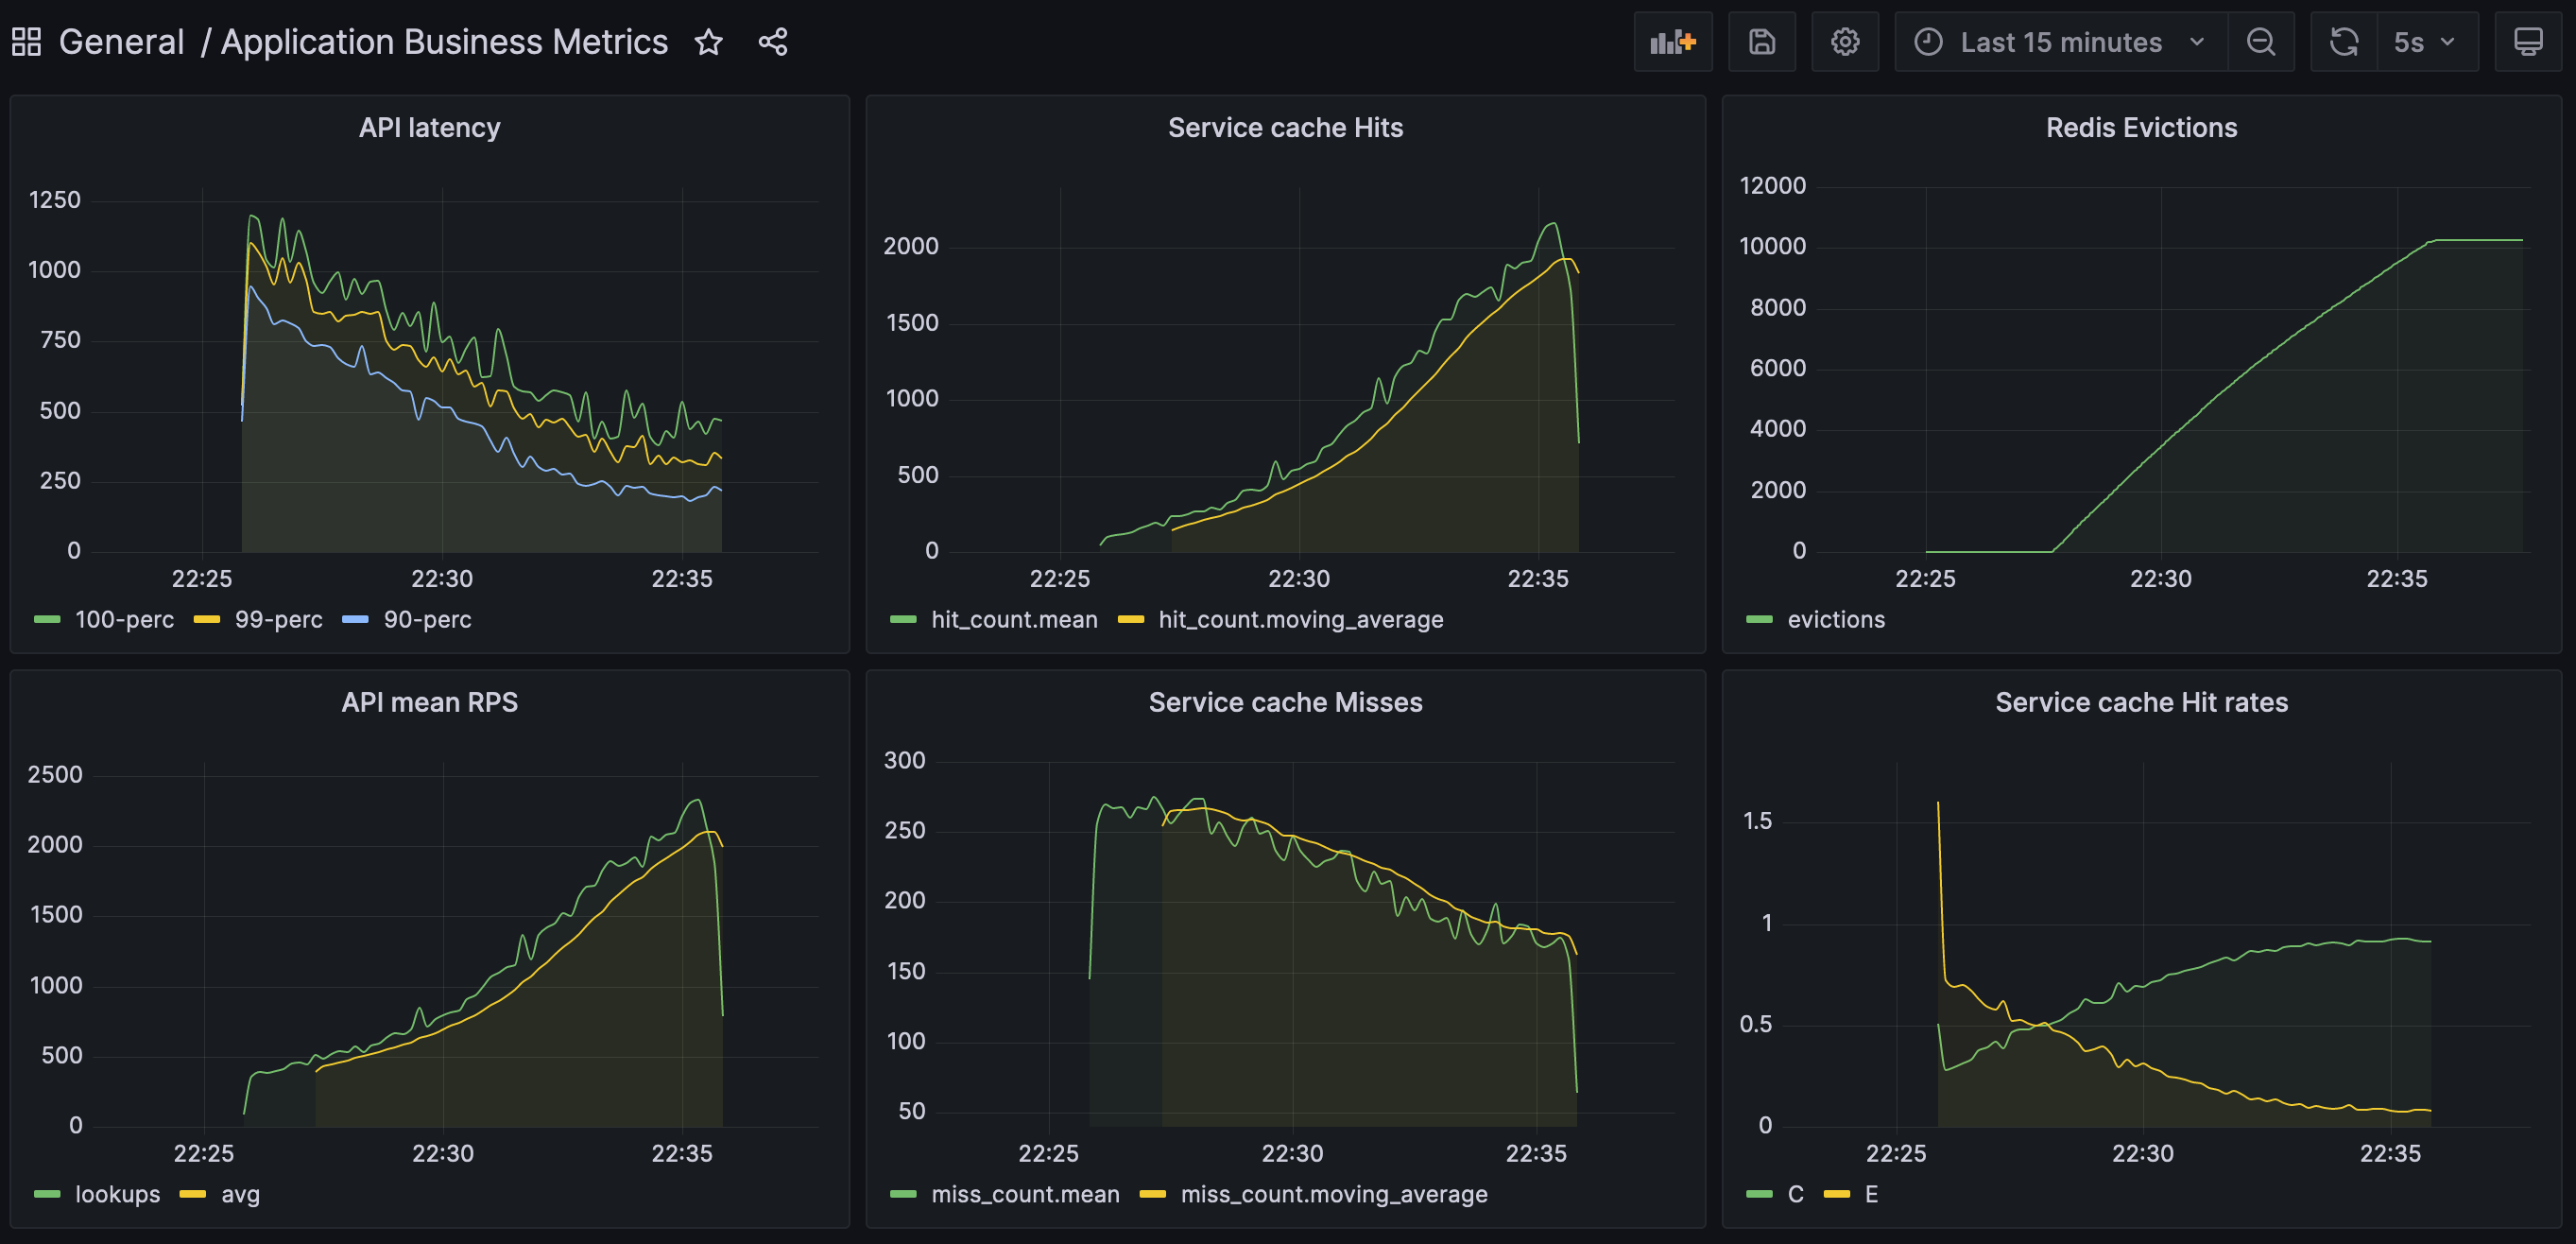 General / Application Business Metrics
Last 15 minutes
5s
API latency
1250
1000
750
500
250
0
22:25 22:30 22:35
100-perc 99-perc 90-perc
Service cache Hits
2000
1500
1000
500
0
22:25 22:30 22:35
hit_count.mean hit_count.moving_average
Redis Evictions
12000
10000
8000
6000
4000
2000
0
22:25 22:30 22:35
evictions
API mean RPS
2500
2000
1500
1000
500
0
22:25 22:30 22:35
lookups avg
Service cache Misses
300
250
200
150
100
50
22:25 22:30 22:35
miss_count.mean miss_count.moving_average
Service cache Hit rates
1.5
1
0.5
0
22:25 22:30 22:35
C E